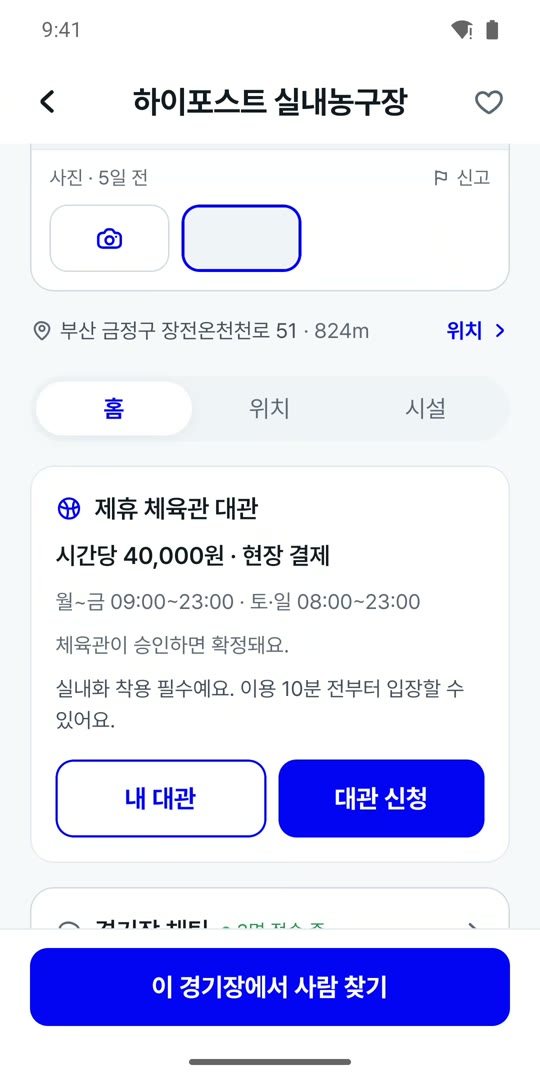 9:41
하이포스트 실내농구장
사진 · 5일 전
신고
부산 금정구 장전온천천로 51 · 824m
위치
홈
위치
시설
제휴 체육관 대관
시간당 40,000원 · 현장 결제
월~금 09:00~23:00 · 토·일 08:00~23:00
체육관이 승인하면 확정돼요.
실내화 착용 필수예요. 이용 10분 전부터 입장할 수
있어요.
내 대관
대관 신청
경기장 채팅
이 경기장에서 사람 찾기